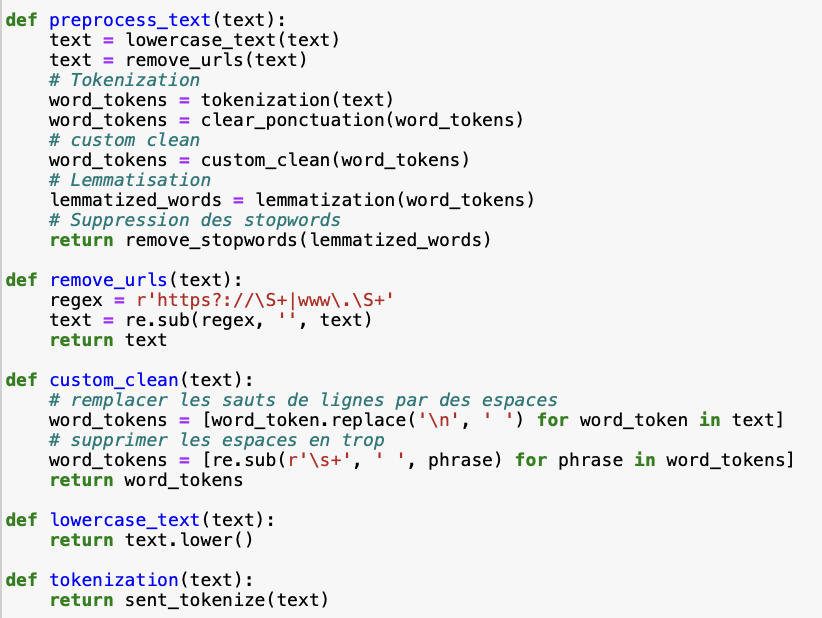 def preprocess_text(text):
    text = lowercase_text(text)
    text = remove_urls(text)
    # Tokenization
    word_tokens = tokenization(text)
    word_tokens = clear_ponctuation(word_tokens)
    # custom clean
    word_tokens = custom_clean(word_tokens)
    # Lemmatisation
    lemmatized_words = lemmatization(word_tokens)
    # Suppression des stopwords
    return remove_stopwords(lemmatized_words)

def remove_urls(text):
    regex = r'https?://\S+|www\.\S+'
    text = re.sub(regex, '', text)
    return text

def custom_clean(text):
    # remplacer les sauts de lignes par des espaces
    word_tokens = [word_token.replace('\n', ' ') for word_token in text]
    # supprimer les espaces en trop
    word_tokens = [re.sub(r'\s+', ' ', phrase) for phrase in word_tokens]
    return word_tokens

def lowercase_text(text):
    return text.lower()

def tokenization(text):
    return sent_tokenize(text)